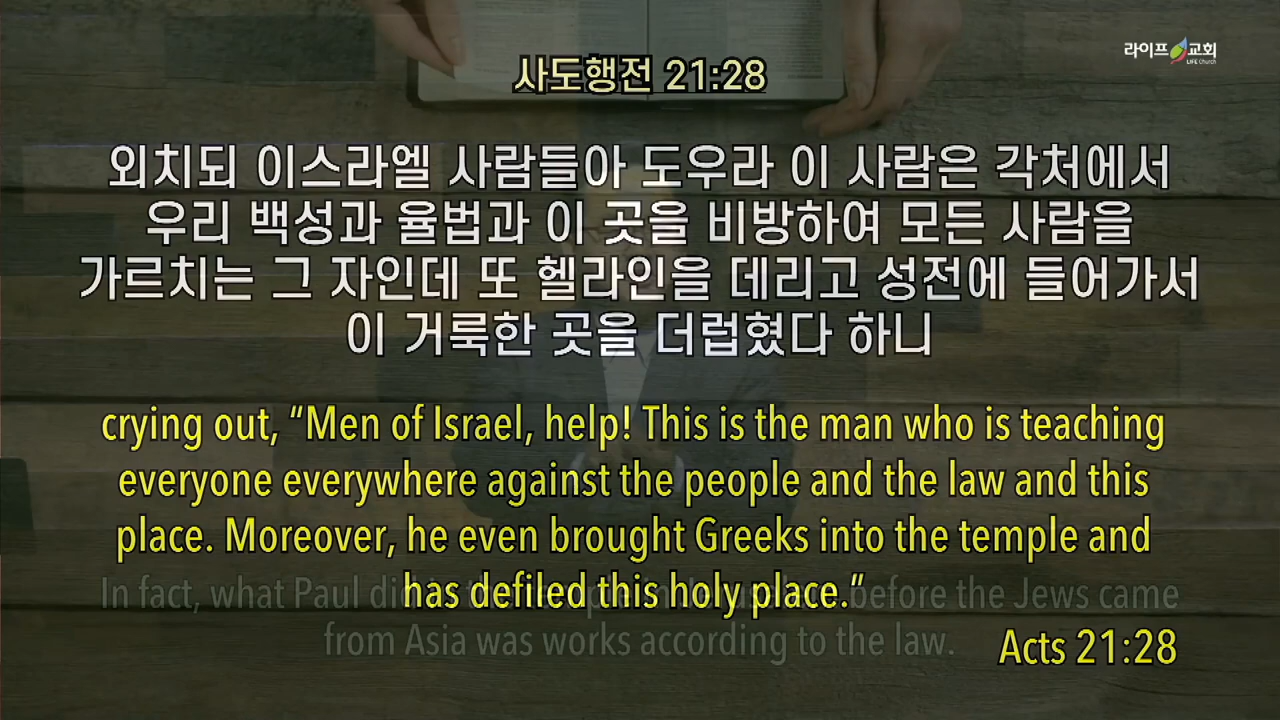 라이프 교회
LIFE Church
사도행전 21:28
외치되 이스라엘 사람들아 도우라 이 사람은 각처에서
우리 백성과 율법과 이 곳을 비방하여 모든 사람을
가르치는 그 자인데 또 헬라인을 데리고 성전에 들어가서
이 거룩한 곳을 더럽혔다 하니
crying out, “Men of Israel, help! This is the man who is teaching
everyone everywhere against the people and the law and this
place. Moreover, he even brought Greeks into the temple and
has defiled this holy place.”
In fact, what Paul did before the Jews came
from Asia was works according to the law.
Acts 21:28